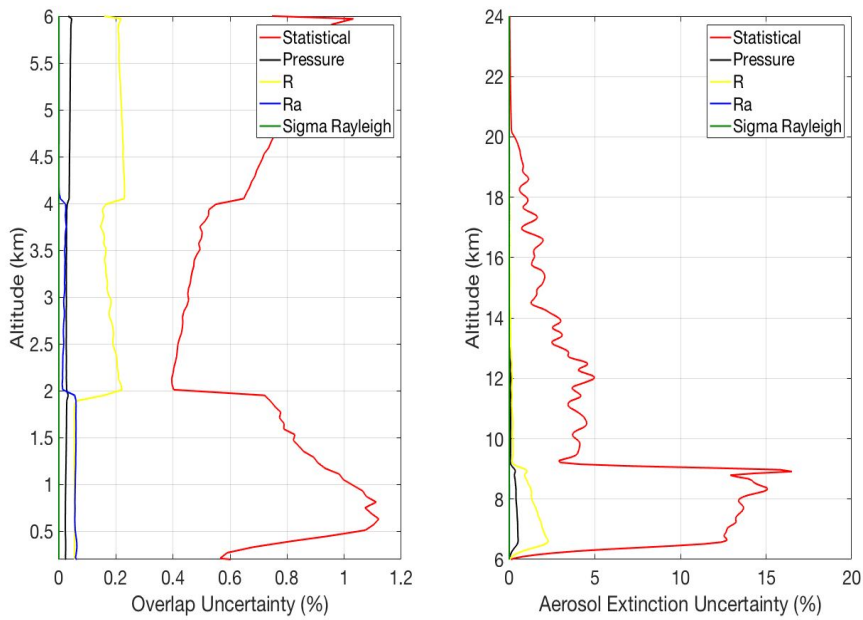 6
5.5
5
4.5
4
3.5
3
2.5
2
1.5
1
0.5
Altitude (km)
0
0.2
0.4
0.6
0.8
1
1.2
Overlap Uncertainty (%)
Statistical
Pressure
R
Ra
Sigma Rayleigh
24
22
20
18
16
14
12
10
8
6
Altitude (km)
0
5
10
15
20
Aerosol Extinction Uncertainty (%)
Statistical
Pressure
R
Ra
Sigma Rayleigh